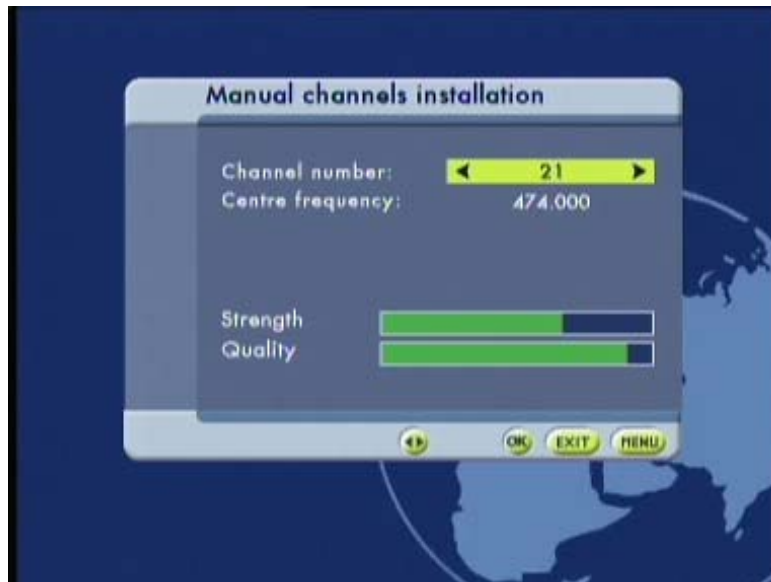 Manual channels installation
Channel number: 21
Centre frequency: 474.000
Strength
Quality
OK EXIT MENU